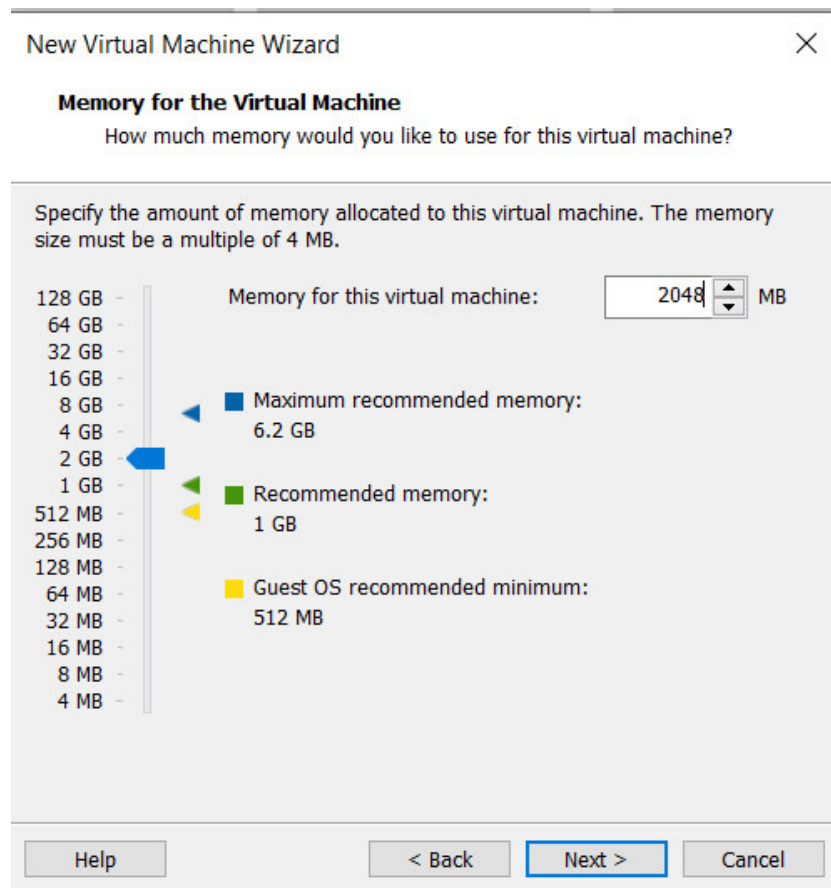 New Virtual Machine Wizard
Memory for the Virtual Machine
How much memory would you like to use for this virtual machine?
Specify the amount of memory allocated to this virtual machine. The memory
size must be a multiple of 4 MB.
128 GB
64 GB
32 GB
16 GB
8 GB
4 GB
2 GB
1 GB
512 MB
256 MB
128 MB
64 MB
32 MB
16 MB
8 MB
4 MB
Memory for this virtual machine: 2048 MB
Maximum recommended memory:
6.2 GB
Recommended memory:
1 GB
Guest OS recommended minimum:
512 MB
Help < Back Next > Cancel